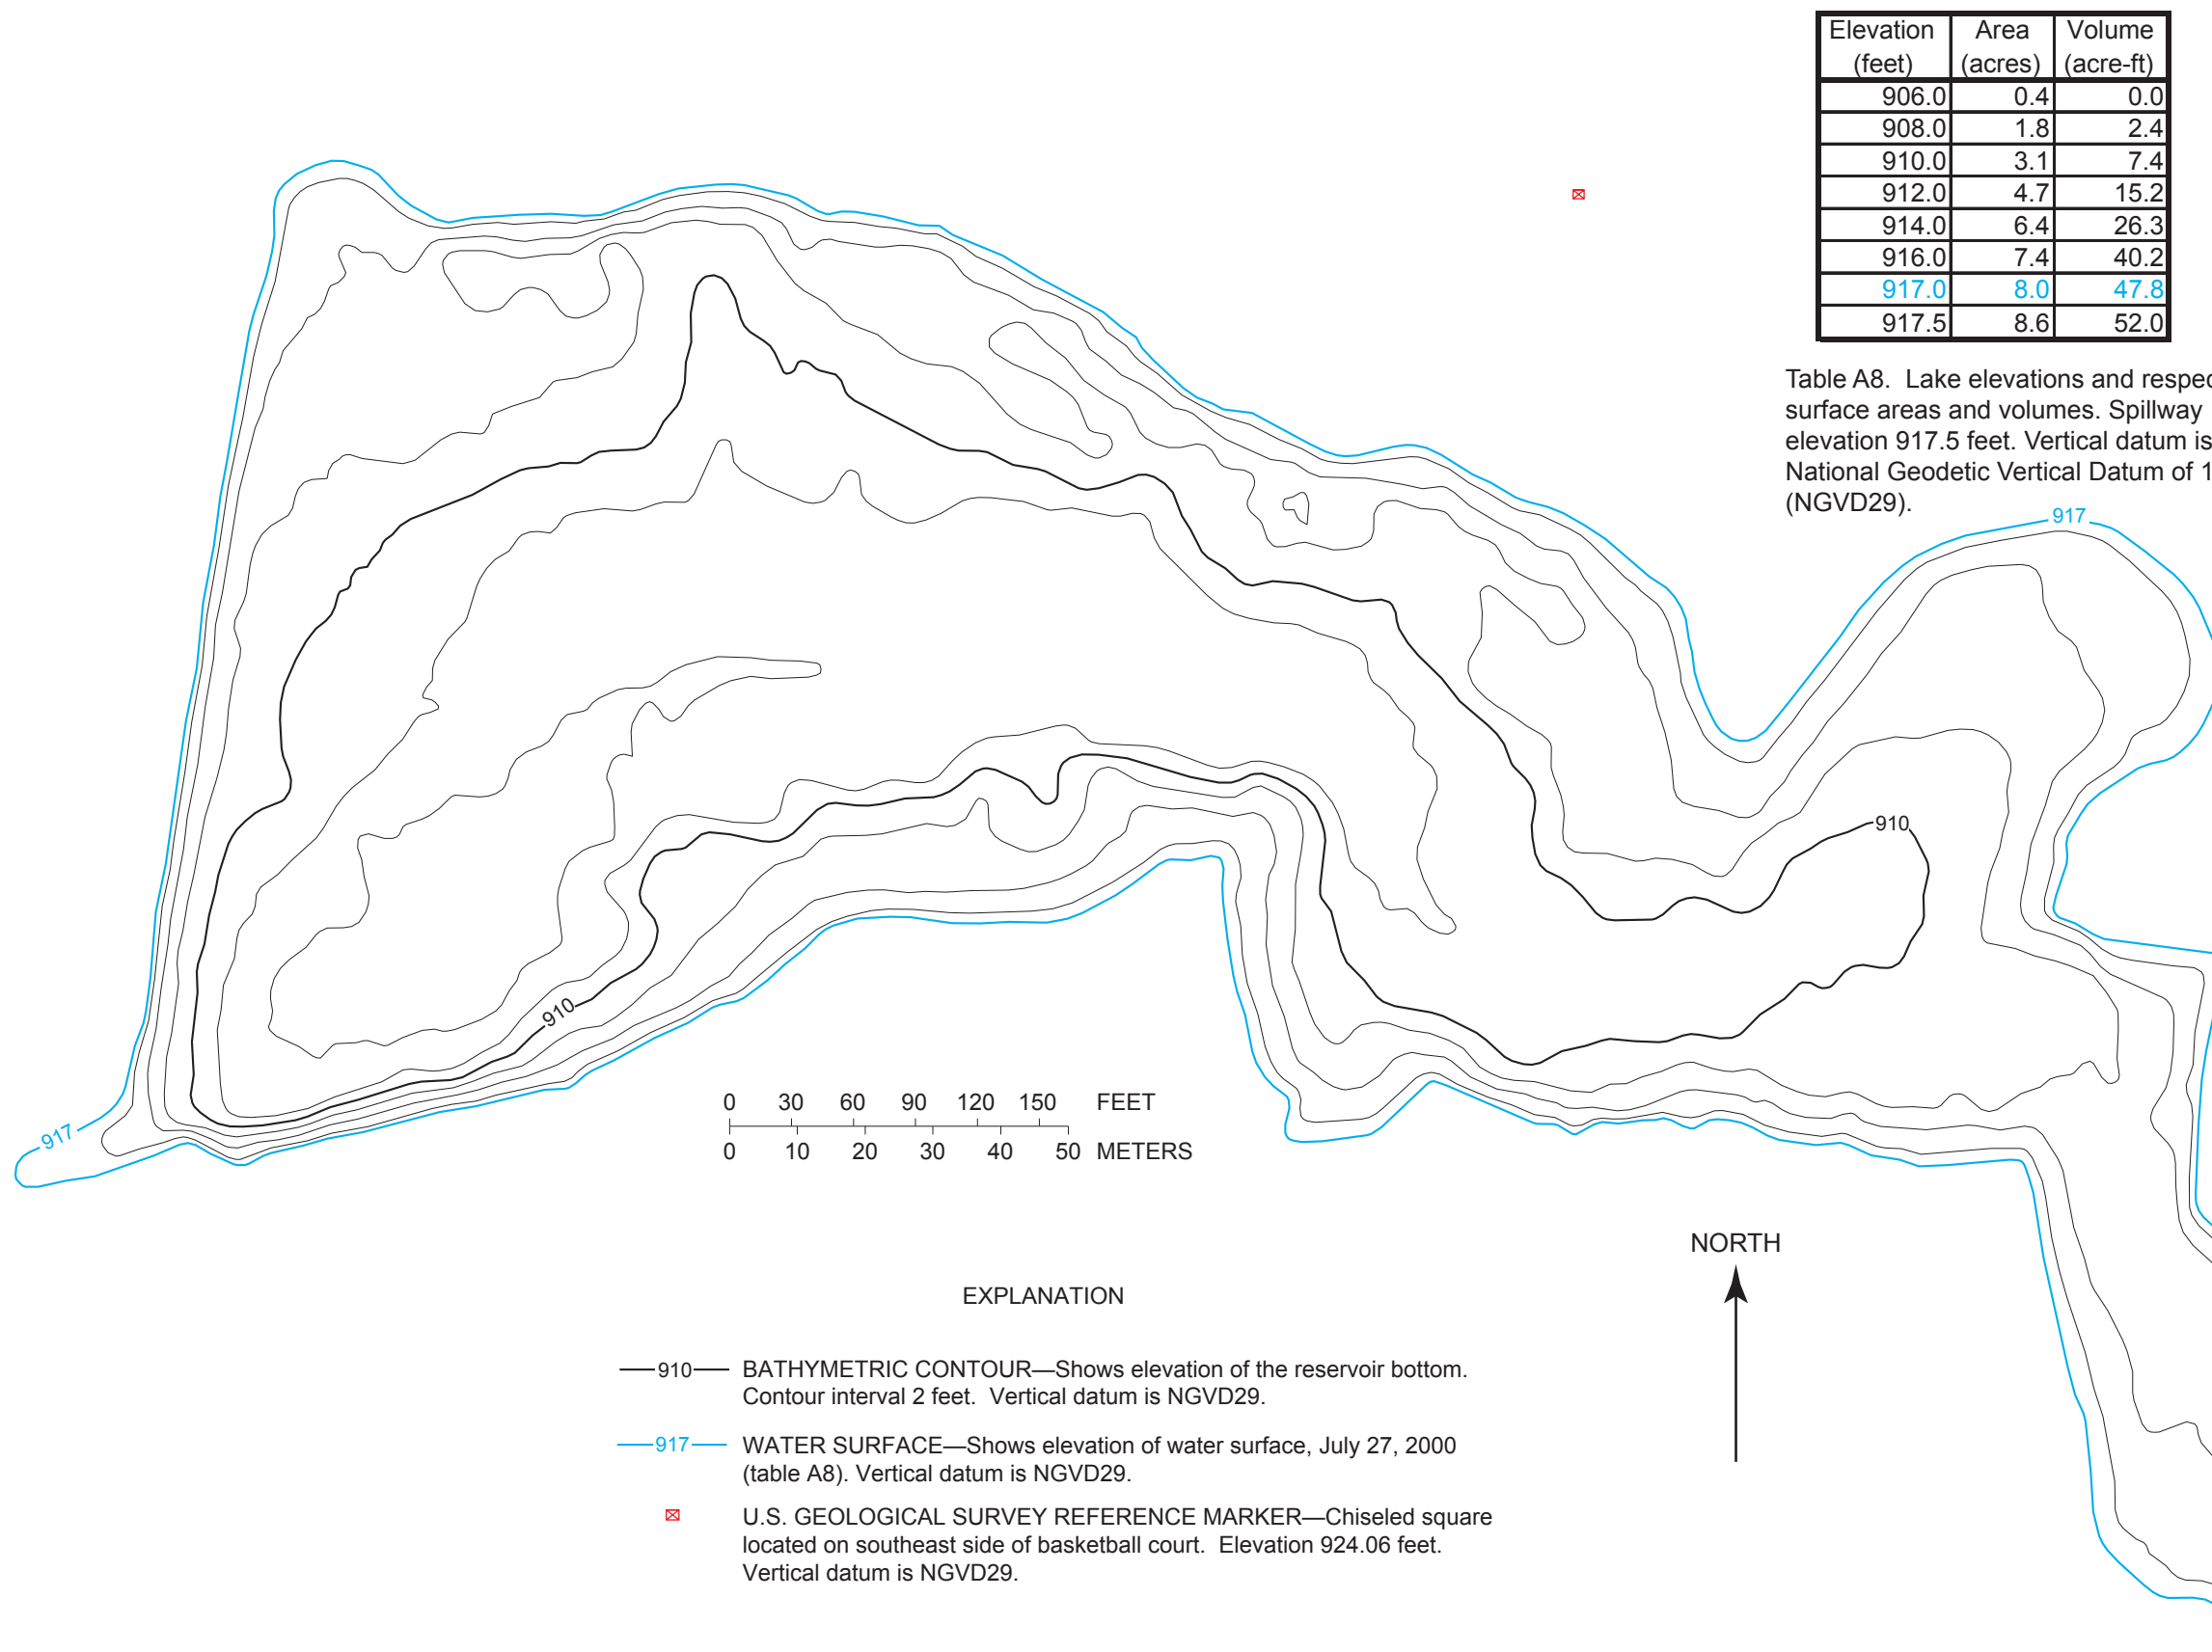 Elevation Area Volume
(feet) (acres) (acre-ft)
906.0 0.4 0.0
908.0 1.8 2.4
910.0 3.1 7.4
912.0 4.7 15.2
914.0 6.4 26.3
916.0 7.4 40.2
917.0 8.0 47.8
917.5 8.6 52.0
Table A8. Lake elevations and respec
surface areas and volumes. Spillway
elevation 917.5 feet. Vertical datum is
National Geodetic Vertical Datum of 1
(NGVD29).
917
910
910
917
0 30 60 90 120 150 FEET
0 10 20 30 40 50 METERS
NORTH
EXPLANATION
910 BATHYMETRIC CONTOUR—Shows elevation of the reservoir bottom.
Contour interval 2 feet. Vertical datum is NGVD29.
917 WATER SURFACE—Shows elevation of water surface, July 27, 2000
(table A8). Vertical datum is NGVD29.
U.S. GEOLOGICAL SURVEY REFERENCE MARKER—Chiseled square
located on southeast side of basketball court. Elevation 924.06 feet.
Vertical datum is NGVD29.